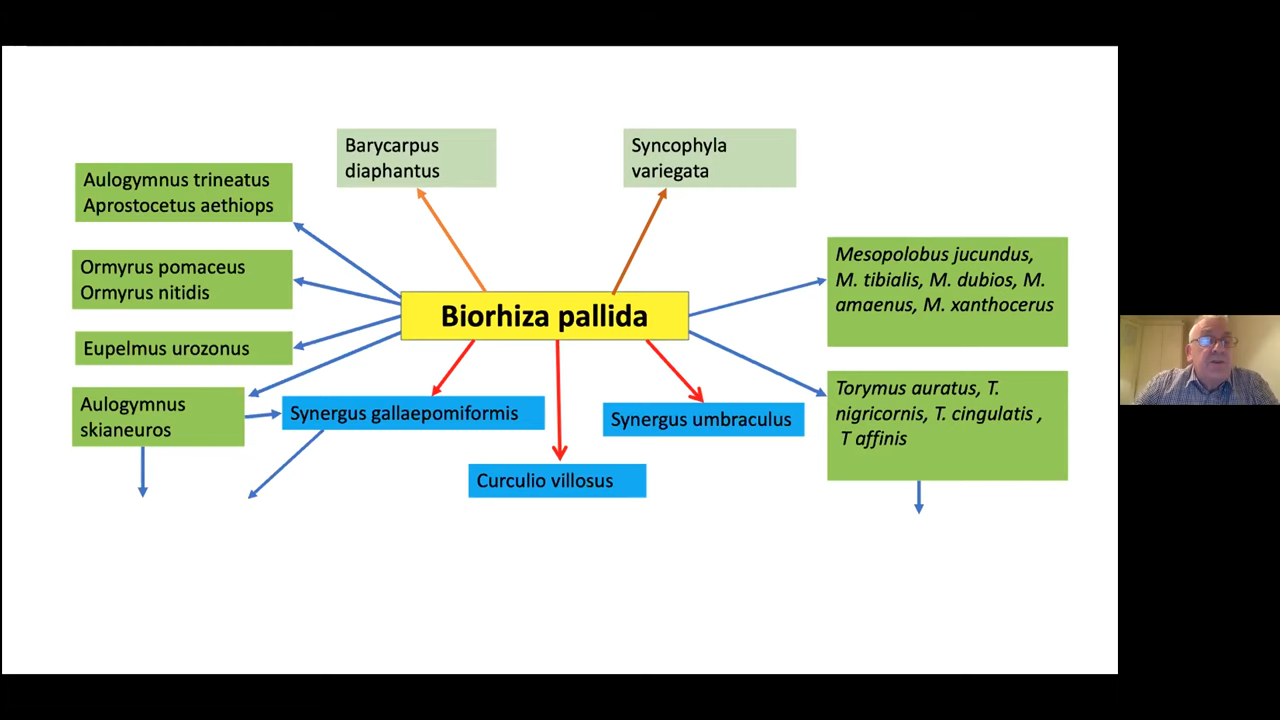 Barycarpus
diaphantus
Syncophyla
variegata
Aulogymnus trineatus
Aprostocetus aethiops
Ormyrus pomaceus
Ormyrus nitidis
Eupelmus urozonus
Aulogymnus
skianeuros
Biorhiza pallida
Mesopolobus jucundus,
M. tibialis, M. dubios, M.
amaenus, M. xanthocerus
Synergus gallaepomiformis
Curculio villosus
Synergus umbraculus
Torymus auratus, T.
nigricornis, T. cingulatis ,
T affinis